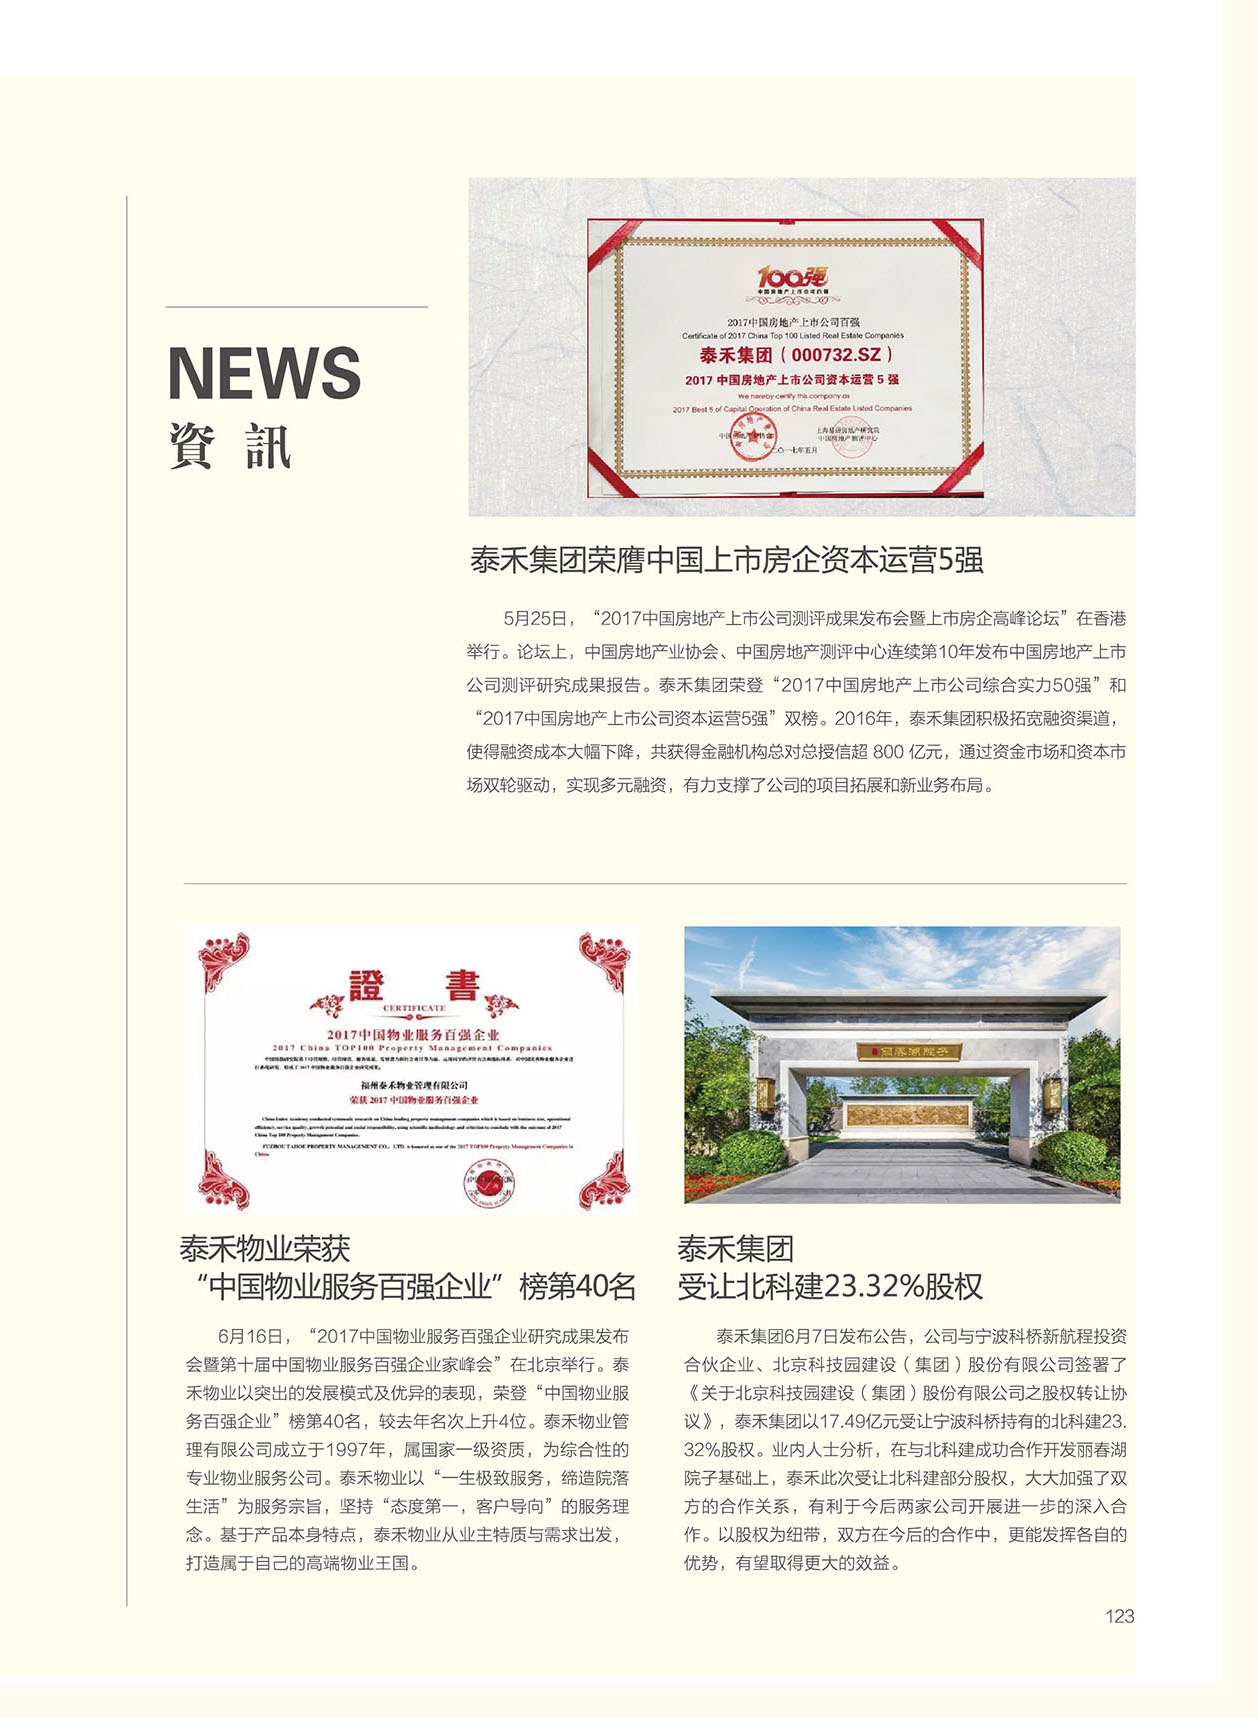 NEWS
資訊
100强
中国房地产上市公司百强
2017中国房地产上市公司百强
Certificate of 2017 China Top 100 Listed Real Estate Companies
泰禾集团（000732.SZ）
2017 中国房地产上市公司资本运营 5 强
We hereby certify this company as
2017 Best 5 of Capital Operation of China Real Estate Listed Companies
中国房地产业协会
上海易居房地产研究院
中国房地产测评中心
二〇一七年五月
泰禾集团荣膺中国上市房企资本运营5强
5月25日，“2017中国房地产上市公司测评成果发布会暨上市房企高峰论坛”在香港
举行。论坛上，中国房地产业协会、中国房地产测评中心连续第10年发布中国房地产上市
公司测评研究成果报告。泰禾集团荣登“2017中国房地产上市公司综合实力50强”和
“2017中国房地产上市公司资本运营5强”双榜。2016年，泰禾集团积极拓宽融资渠道，
使得融资成本大幅下降，共获得金融机构总对总授信超 800 亿元，通过资金市场和资本市
场双轮驱动，实现多元融资，有力支撑了公司的项目拓展和新业务布局。
證書
CERTIFICATE
2017中国物业服务百强企业
2017 China TOP100 Property Management Companies
福州泰禾物业管理有限公司
荣获 2017 中国物业服务百强企业
China Index Academy conducted systematic research on China leading property management companies which is based on business size, operational
efficiency, service quality, growth potential and social responsibility, using scientific methodology and criterion to conclude with the outcome of 2017
China Top 100 Property Management Companies.
FUZHOU TAHOE PROPERTY MANAGEMENT CO., LTD. is honored as one of the 2017 TOP100 Property Management Companies in
China.
丽春湖院子
泰禾物业荣获
“中国物业服务百强企业”榜第40名
6月16日，“2017中国物业服务百强企业研究成果发布
会暨第十届中国物业服务百强企业家峰会”在北京举行。泰
禾物业以突出的发展模式及优异的表现，荣登“中国物业服
务百强企业”榜第40名，较去年名次上升4位。泰禾物业管
理有限公司成立于1997年，属国家一级资质，为综合性的
专业物业服务公司。泰禾物业以“一生极致服务，缔造院落
生活”为服务宗旨，坚持“态度第一，客户导向”的服务理
念。基于产品本身特点，泰禾物业从业主特质与需求出发，
打造属于自己的高端物业王国。
泰禾集团
受让北科建23.32%股权
泰禾集团6月7日发布公告，公司与宁波科桥新航程投资
合伙企业、北京科技园建设（集团）股份有限公司签署了
《关于北京科技园建设（集团）股份有限公司之股权转让协
议》，泰禾集团以17.49亿元受让宁波科桥持有的北科建23.
32%股权。业内人士分析，在与北科建成功合作开发丽春湖
院子基础上，泰禾此次受让北科建部分股权，大大加强了双
方的合作关系，有利于今后两家公司开展进一步的深入合
作。以股权为纽带，双方在今后的合作中，更能发挥各自的
优势，有望取得更大的效益。
123